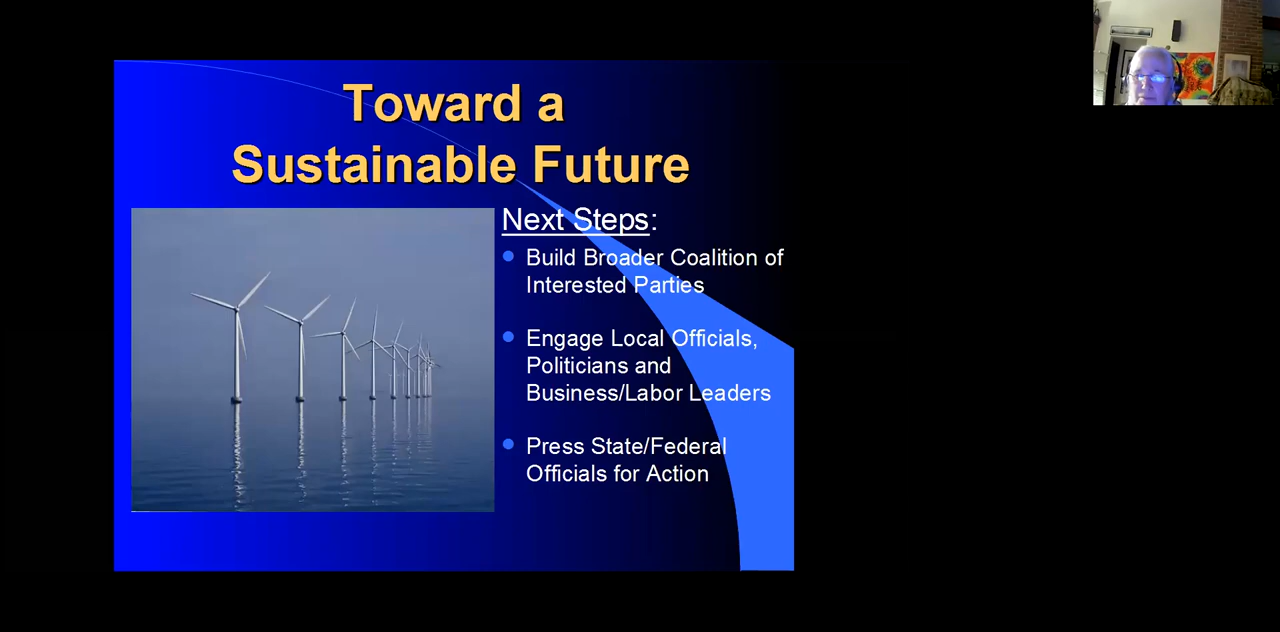 Toward a
Sustainable Future
Next Steps:
Build Broader Coalition of
Interested Parties
Engage Local Officials,
Politicians and
Business/Labor Leaders
Press State/Federal
Officials for Action